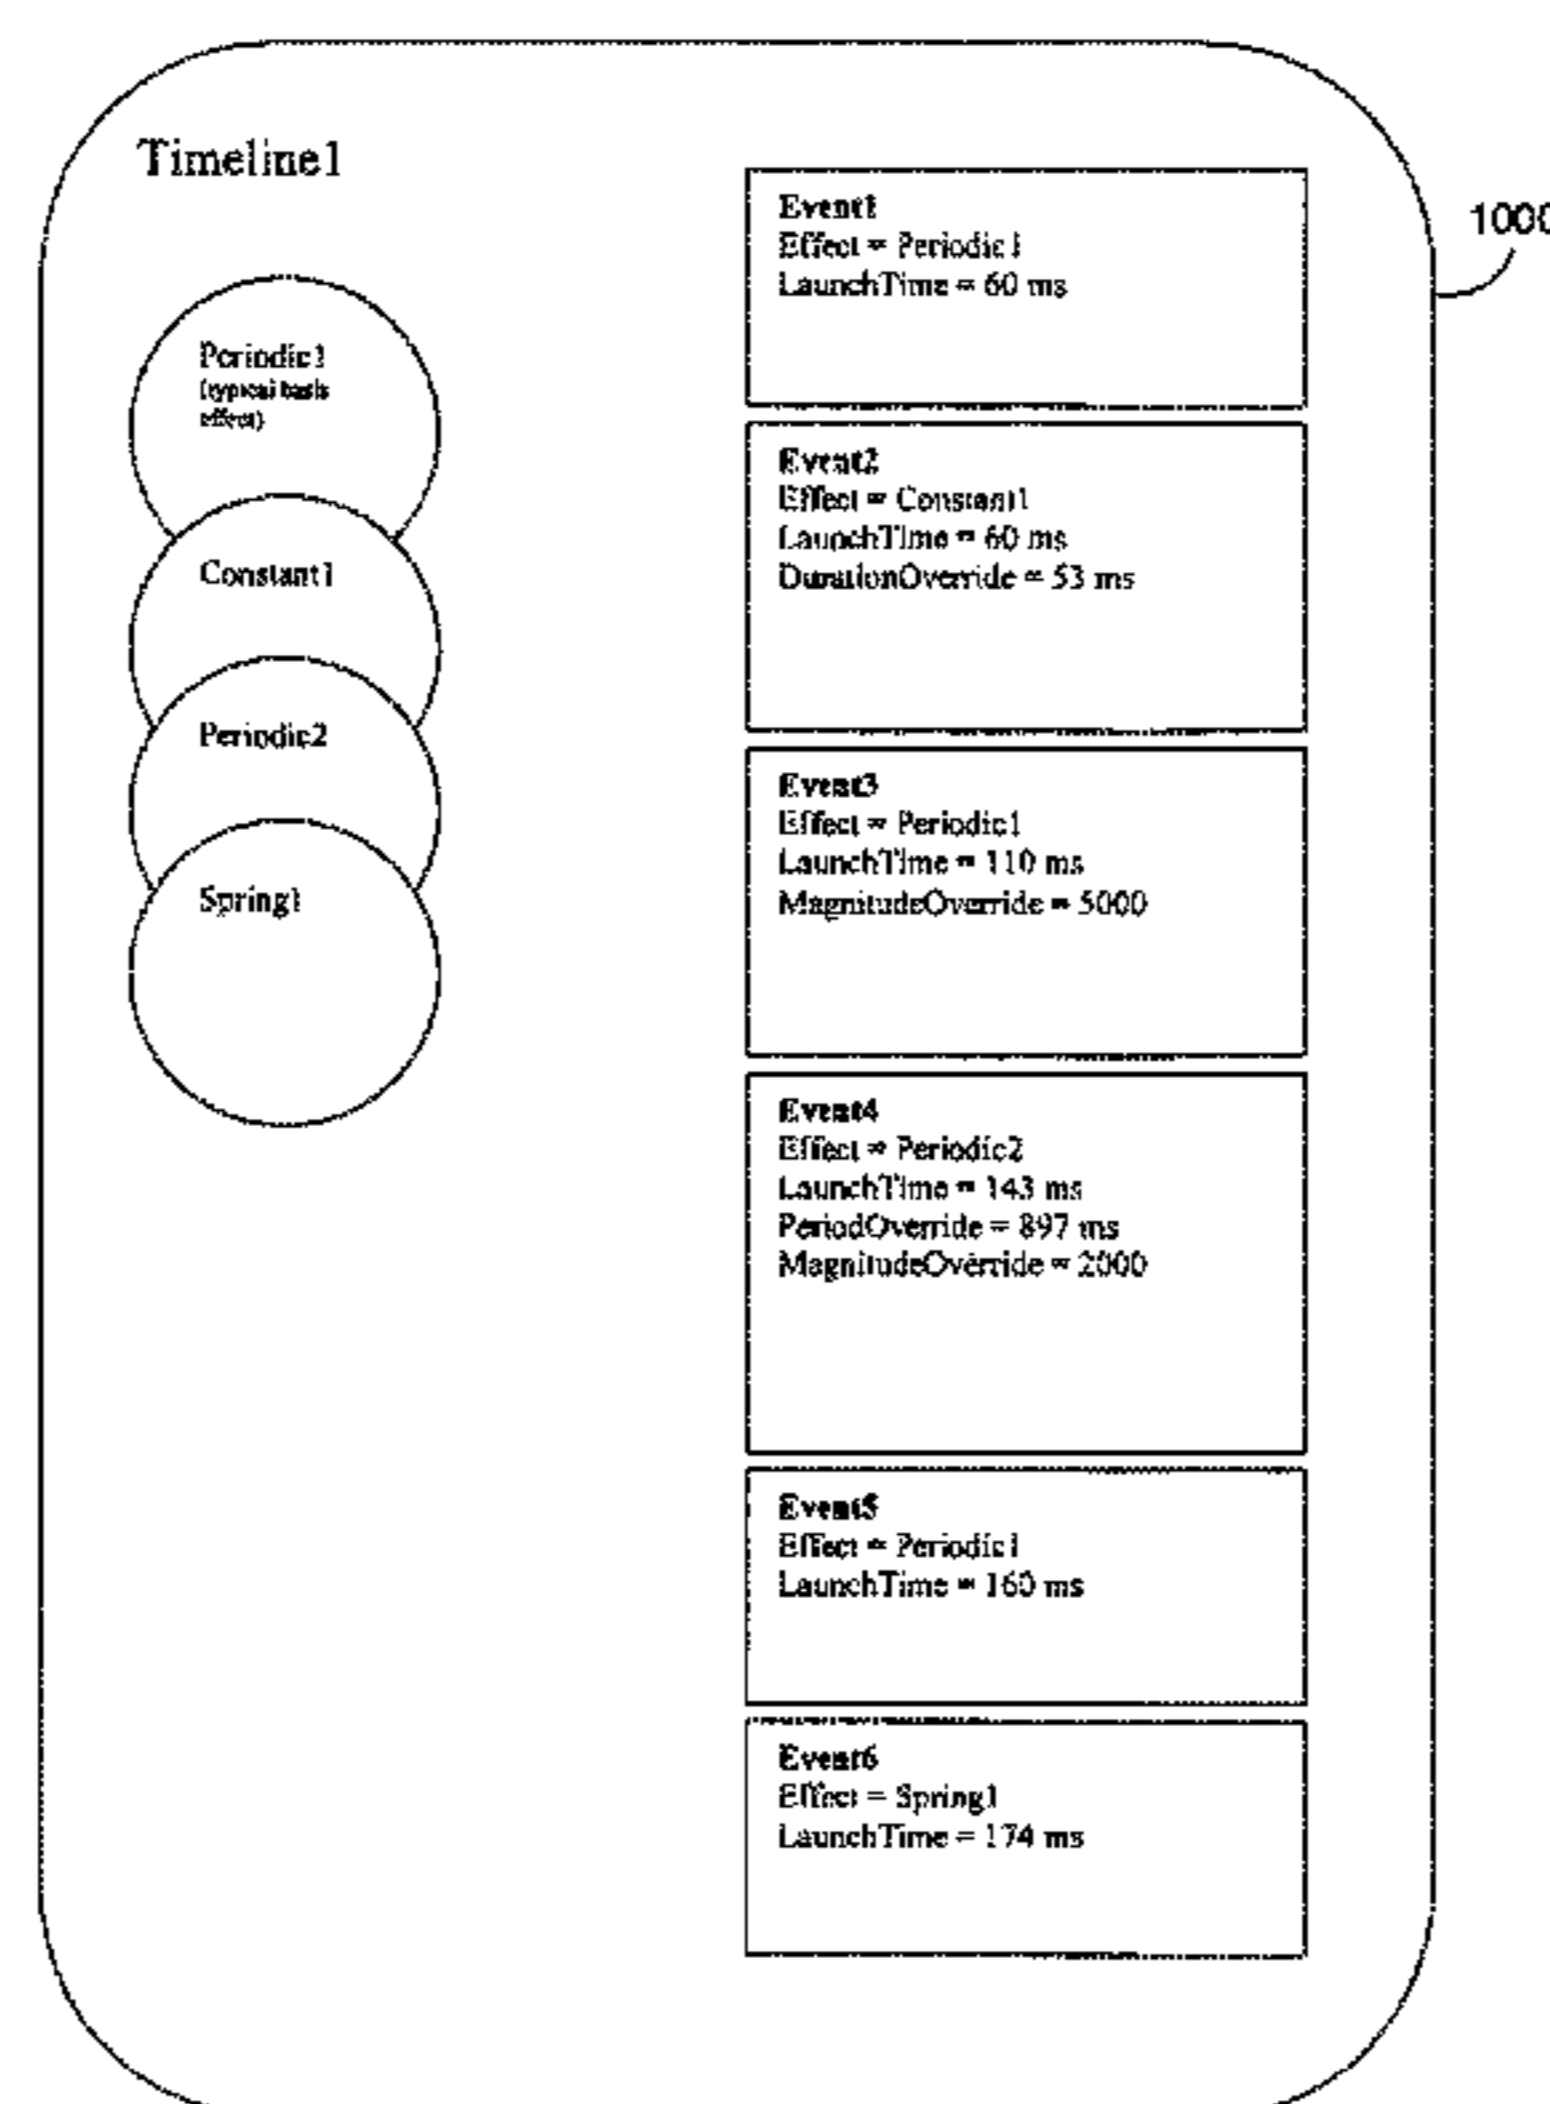 Timeline1
1000
Periodic1
(typical basis
effect)
Constant1
Periodic2
Spring1
Event1
Effect = Periodic1
LaunchTime = 60 ms
Event2
Effect = Constant1
LaunchTime = 60 ms
DurationOverride = 53 ms
Event3
Effect = Periodic1
LaunchTime = 110 ms
MagnitudeOverride = 5000
Event4
Effect = Periodic2
LaunchTime = 143 ms
PeriodOverride = 897 ms
MagnitudeOverride = 2000
Event5
Effect = Periodic1
LaunchTime = 160 ms
Event6
Effect = Spring1
LaunchTime = 174 ms